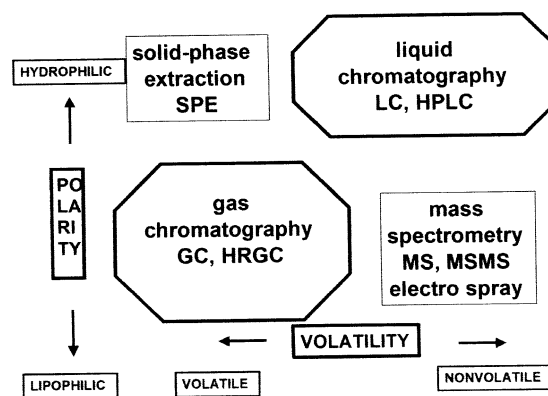 HYDROPHILIC
solid-phase
extraction
SPE
liquid
chromatography
LC, HPLC
PO
LA
RI
TY
gas
chromatography
GC, HRGC
mass
spectrometry
MS, MSMS
electro spray
VOLATILITY
LIPOPHILIC
VOLATILE
NONVOLATILE